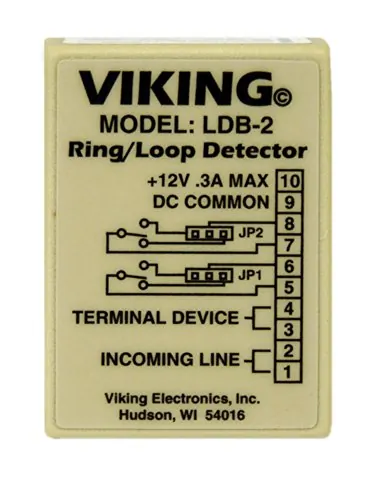 VIKING©
MODEL: LDB-2
Ring/Loop Detector
+12V .3A MAX 10
DC COMMON 9
8
JP2
7
6
JP1
5
TERMINAL DEVICE 4
3
INCOMING LINE 2
1
Viking Electronics, Inc.
Hudson, WI 54016